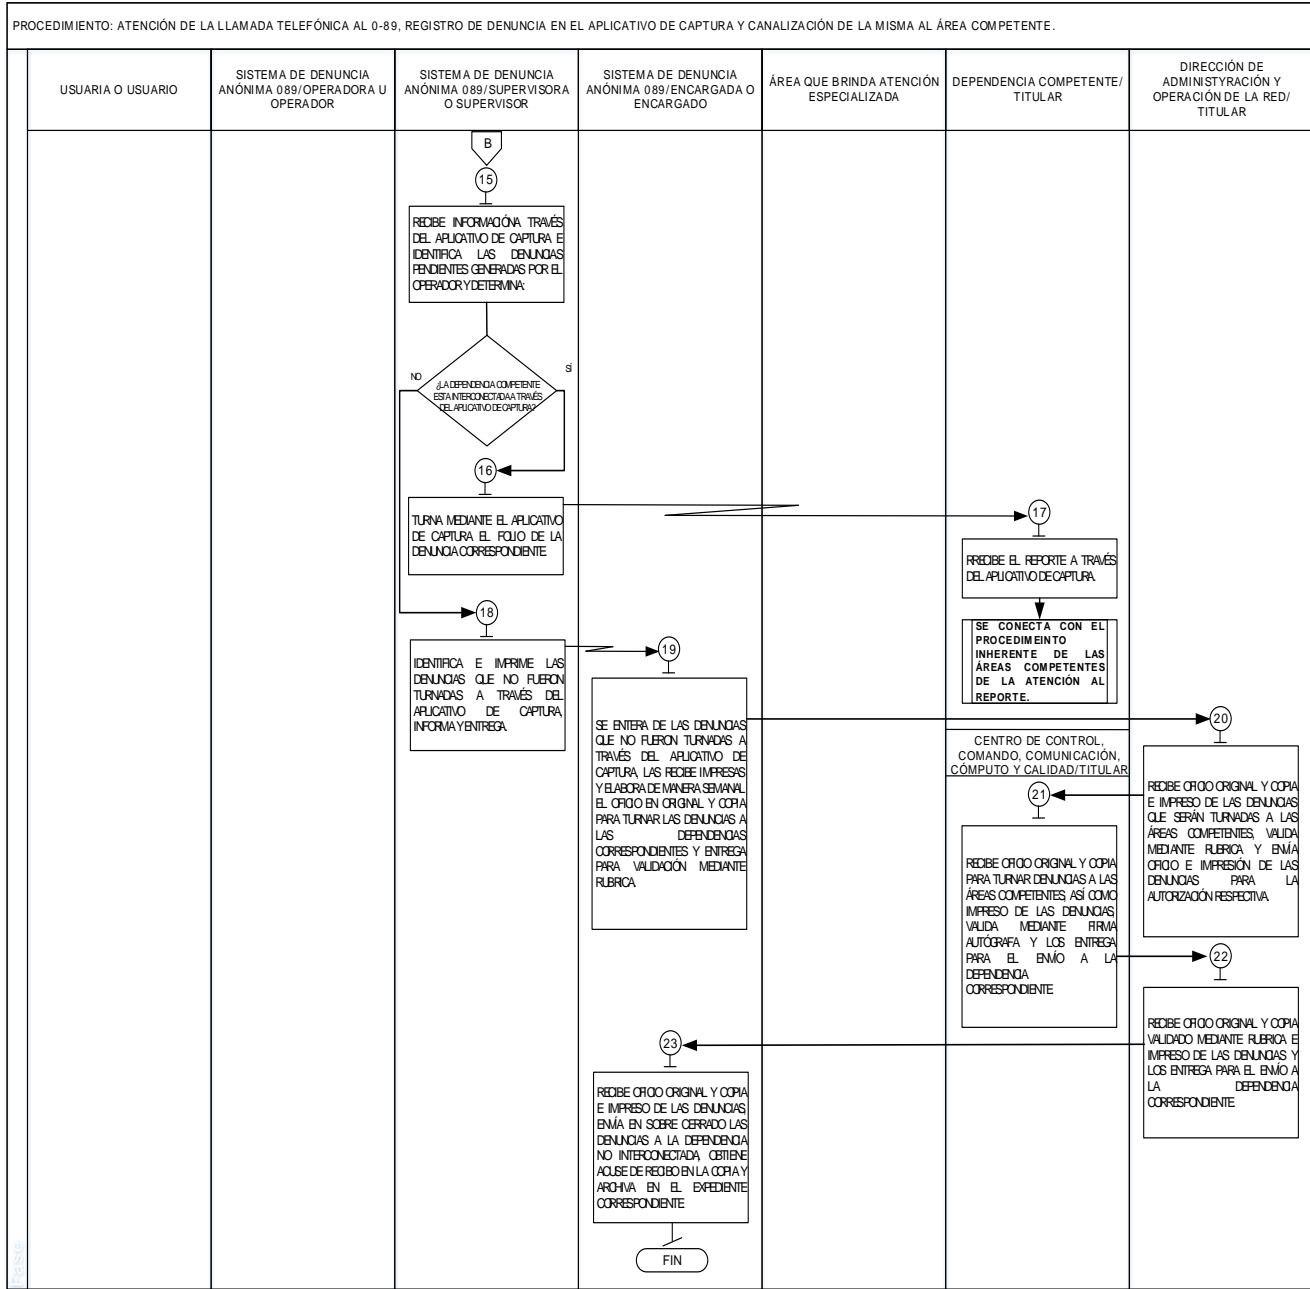 PROCEDIMIENTO: ATENCIÓN DE LA LLAMADA TELEFÓNICA AL 0-89, REGISTRO DE DENUNCIA EN EL APLICATIVO DE CAPTURA Y CANALIZACIÓN DE LA MISMA AL ÁREA COMPETENTE.
USUARIA O USUARIO
SISTEMA DE DENUNCIA
ANÓNIMA 089/OPERADORA U
OPERADOR
SISTEMA DE DENUNCIA
ANÓNIMA 089/SUPERVISORA
O SUPERVISOR
SISTEMA DE DENUNCIA
ANÓNIMA 089/ENCARGADA O
ENCARGADO
ÁREA QUE BRINDA ATENCIÓN
ESPECIALIZADA
DEPENDENCIA COMPETENTE/
TITULAR
DIRECCIÓN DE
ADMINISTYRACIÓN Y
OPERACIÓN DE LA RED/
TITULAR
B
15
RECIBE INFORMACIÓNA TRAVÉS
DEL APLICATIVO DE CAPTURA E
IDENTIFICA LAS DENUNCIAS
PENDIENTES GENERADAS POR EL
OPERADOR Y DETERMINA:
NO
SÍ
¿LA DEPENDENCIA COMPETENTE
ESTA INTERCONECTADA A TRAVÉS
DEL APLICATIVO DE CAPTURA?
16
TURNA MEDIANTE EL APLICATIVO
DE CAPTURA EL FOLIO DE LA
DENUNCIA CORRESPONDIENTE.
17
RRECIBE EL REPORTE A TRAVÉS
DEL APLICATIVO DE CAPTURA.
SE CONECTA CON EL
PROCEDIMEINTO
INHERENTE DE LAS
ÁREAS COMPETENTES
DE LA ATENCIÓN AL
REPORTE.
18
IDENTIFICA E IMPRIME LAS
DENUNCIAS QUE NO FUERON
TURNADAS A TRAVÉS DEL
APLICATIVO DE CAPTURA,
INFORMA Y ENTREGA.
19
SE ENTERA DE LAS DENUNCIAS
QUE NO FUERON TURNADAS A
TRAVÉS DEL APLICATIVO DE
CAPTURA, LAS RECIBE IMPRESAS
Y ELABORA DE MANERA SEMANAL
EL OFICIO EN ORIGINAL Y COPIA
PARA TURNAR LAS DENUNCIAS A
LAS DEPENDENCIAS
CORRESPONDIENTES Y ENTREGA
PARA VALIDACIÓN MEDIANTE
RUBRICA.
20
RECIBE OFICIO ORIGINAL Y COPIA
E IMPRESO DE LAS DENUNCIAS
QUE SERÁN TURNADAS A LAS
ÁREAS COMPETENTES, VALIDA
MEDIANTE RUBRICA Y ENVÍA
OFICIO E IMPRESIÓN DE LAS
DENUNCIAS PARA LA
AUTORIZACIÓN RESPECTIVA.
CENTRO DE CONTROL,
COMANDO, COMUNICACIÓN,
CÓMPUTO Y CALIDAD/TITULAR
21
RECIBE OFICIO ORIGINAL Y COPIA
PARA TURNAR DENUNCIAS A LAS
ÁREAS COMPETENTES, ASÍ COMO
IMPRESO DE LAS DENUNCIAS,
VALIDA MEDIANTE FIRMA
AUTÓGRAFA Y LOS ENTREGA
PARA EL ENVÍO A LA
DEPENDENCIA
CORRESPONDIENTE.
22
RECIBE OFICIO ORIGINAL Y COPIA
VALIDADO MEDIANTE RUBRICA E
IMPRESO DE LAS DENUNCIAS Y
LOS ENTREGA PARA EL ENVÍO A
LA DEPENDENCIA
CORRESPONDIENTE.
23
RECIBE OFICIO ORIGINAL Y COPIA
E IMPRESO DE LAS DENUNCIAS,
ENVÍA EN SOBRE CERRADO LAS
DENUNCIAS A LA DEPENDENCIA
NO INTERCONECTADA, OBTIENE
ACUSE DE RECIBO EN LA COPIA Y
ARCHIVA EN EL EXPEDIENTE
CORRESPONDIENTE.
FIN
Fase